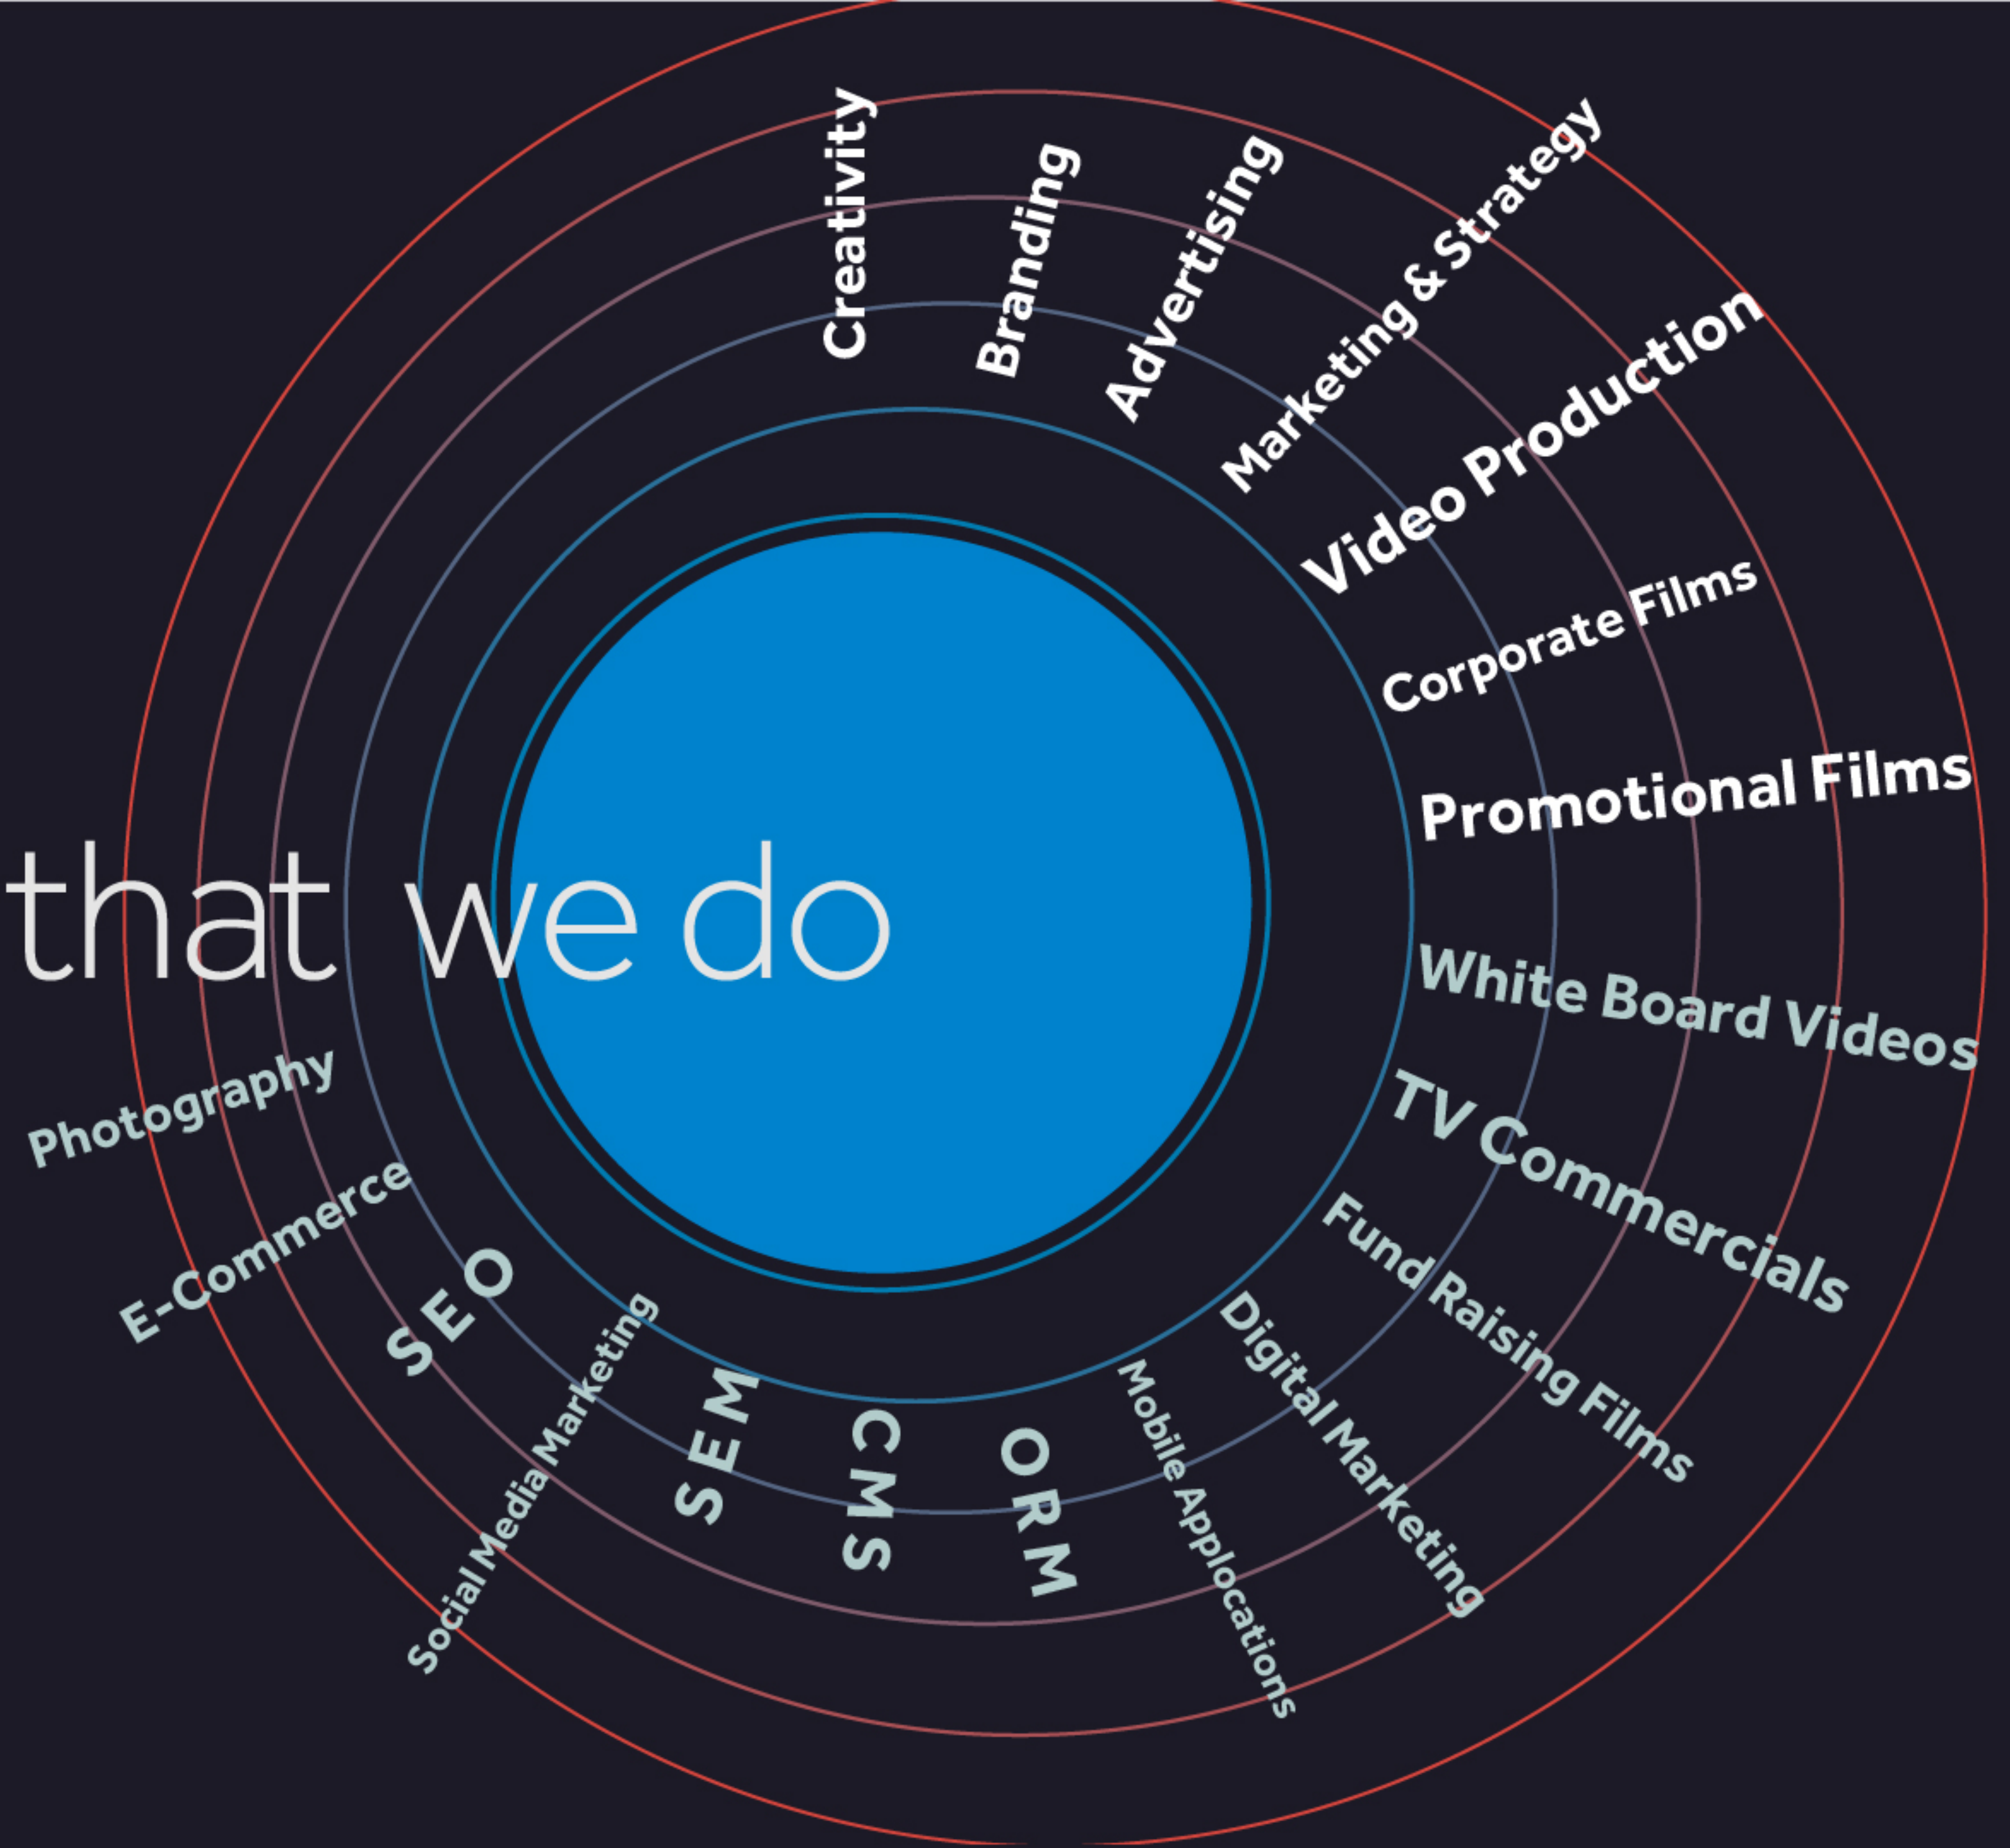 Creativity
Branding
Advertising
Marketing & Strategy
Video Production
Corporate Films
Promotional Films
that we do
White Board Videos
TV Commercials
Fund Raising Films
Digital Marketing
Mobile Applocations
ORM
CMS
SEM
Social Media Marketing
SEO
E-Commerce
Photography